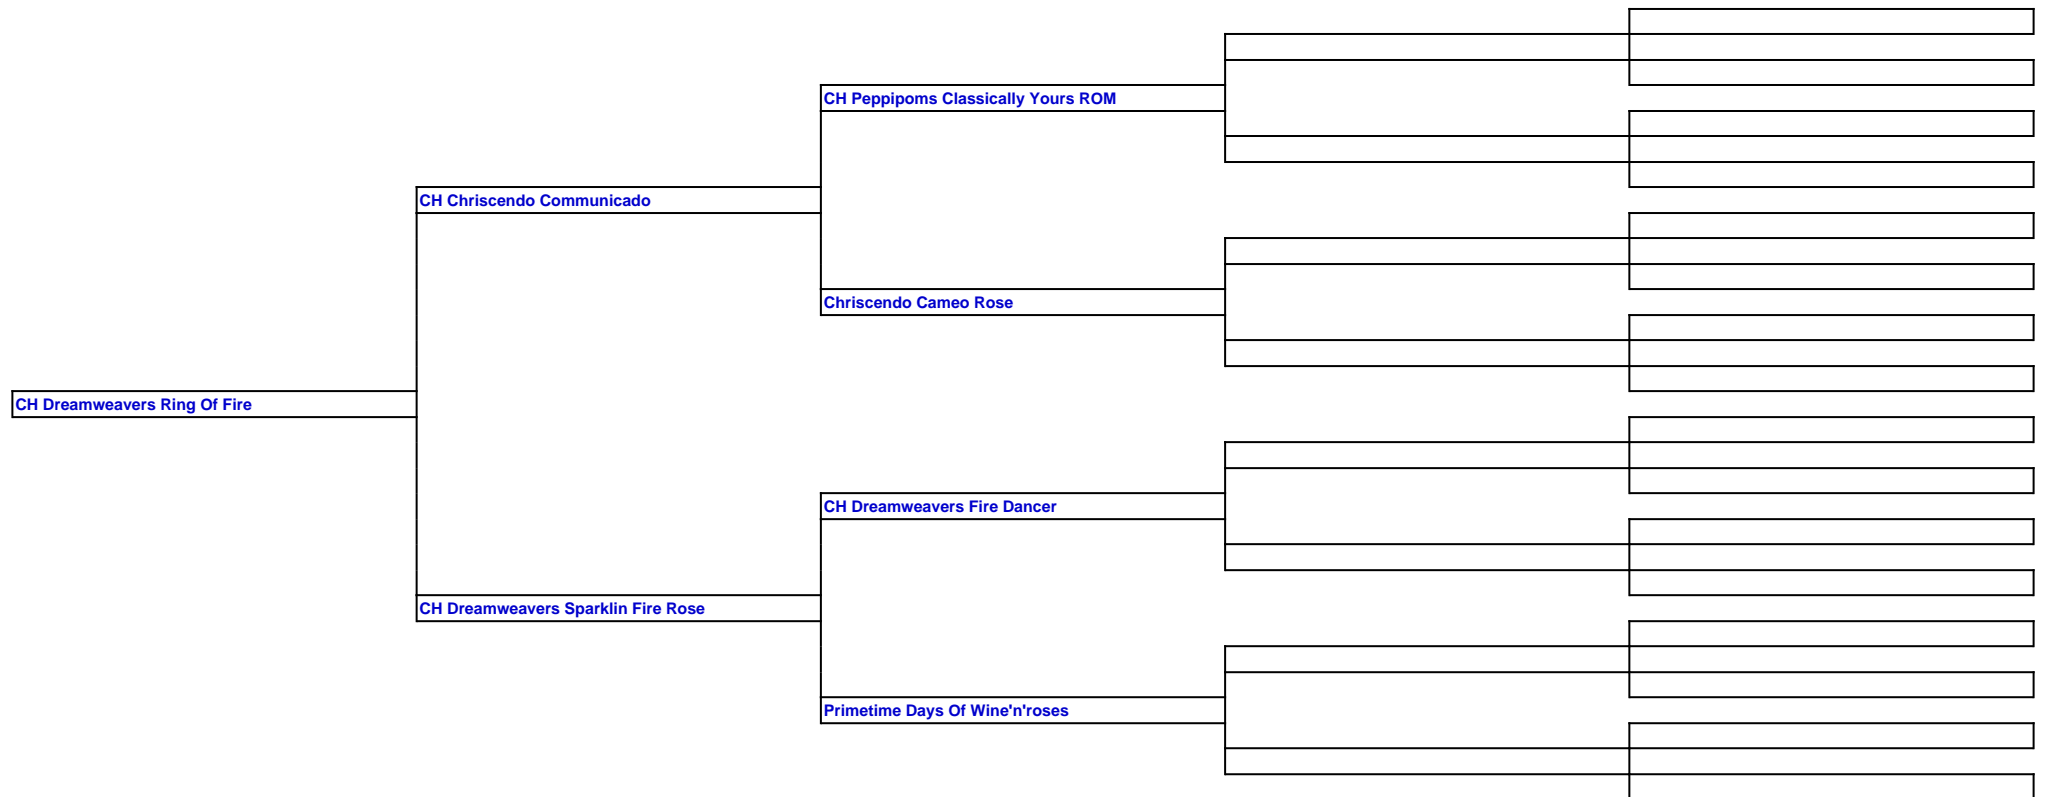 CH Peppipoms Classically Yours ROM
CH Chriscendo Communicado
Chriscendo Cameo Rose
CH Dreamweavers Ring Of Fire
CH Dreamweavers Fire Dancer
CH Dreamweavers Sparklin Fire Rose
Primetime Days Of Wine'n'roses